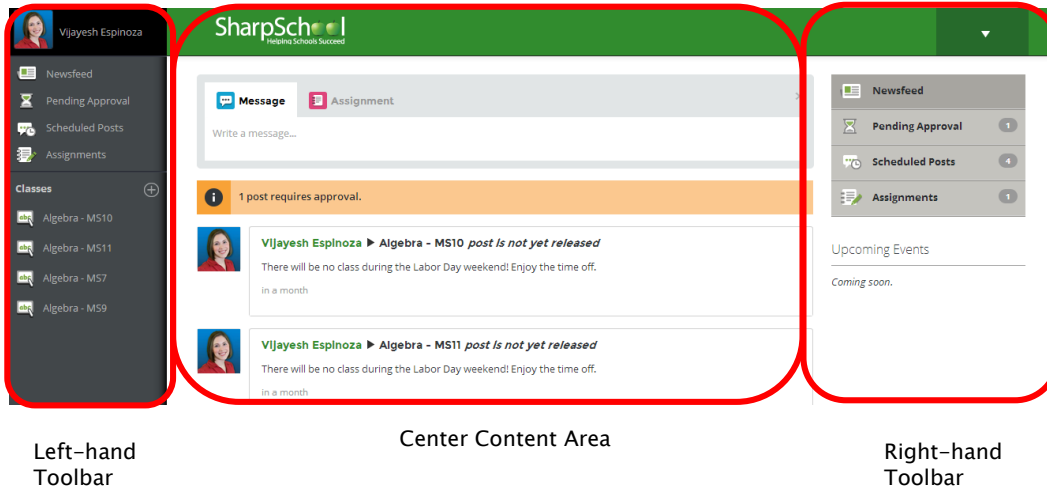 Vijayesh Espinoza
Newsfeed
Pending Approval
Scheduled Posts
Assignments
Classes
Algebra - MS10
Algebra - MS11
Algebra - MS7
Algebra - MS9
SharpSchool
Helping Schools Succeed
Message
Assignment
Write a message...
1 post requires approval.
Vijayesh Espinoza ▶ Algebra - MS10 post is not yet released
There will be no class during the Labor Day weekend! Enjoy the time off.
in a month
Vijayesh Espinoza ▶ Algebra - MS11 post is not yet released
There will be no class during the Labor Day weekend! Enjoy the time off.
in a month
Newsfeed
Pending Approval 1
Scheduled Posts 4
Assignments 1
Upcoming Events
Coming soon.
Left-hand
Toolbar
Center Content Area
Right-hand
Toolbar